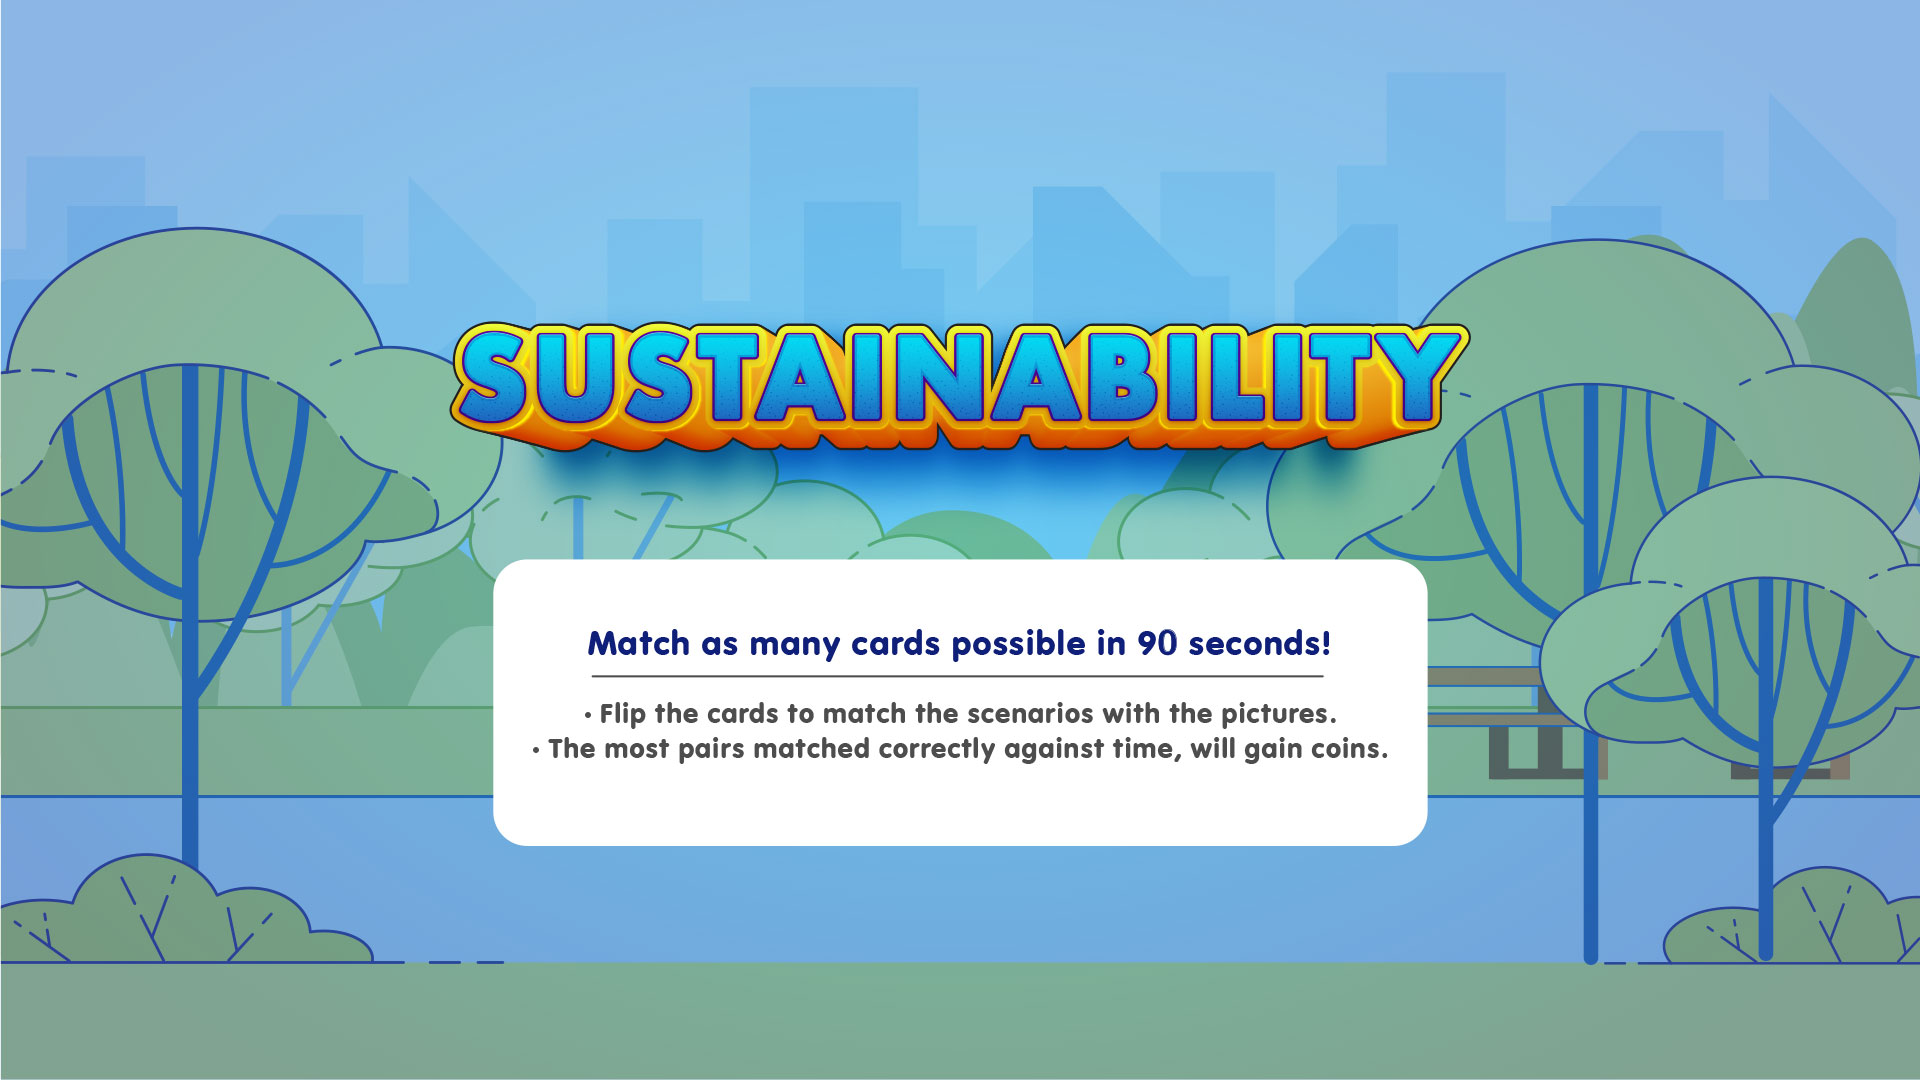 SUSTAINABILITY
Match as many cards possible in 90 seconds!
• Flip the cards to match the scenarios with the pictures.
• The most pairs matched correctly against time, will gain coins.